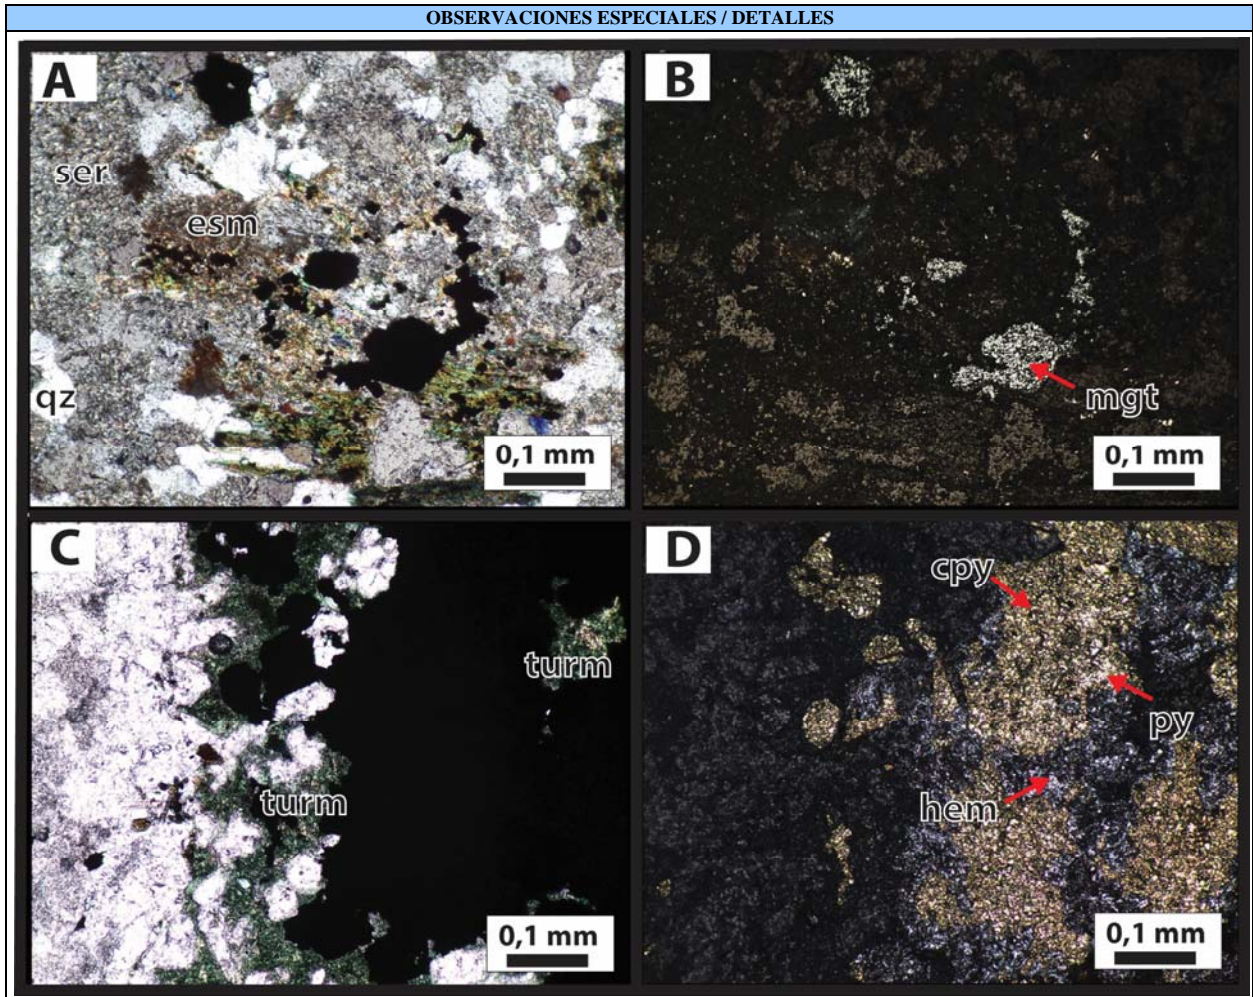 OBSERVACIONES ESPECIALES / DETALLES
A
ser
esm
qz
0,1 mm
B
mgt
0,1 mm
C
turm
turm
0,1 mm
D
cpy
py
hem
0,1 mm